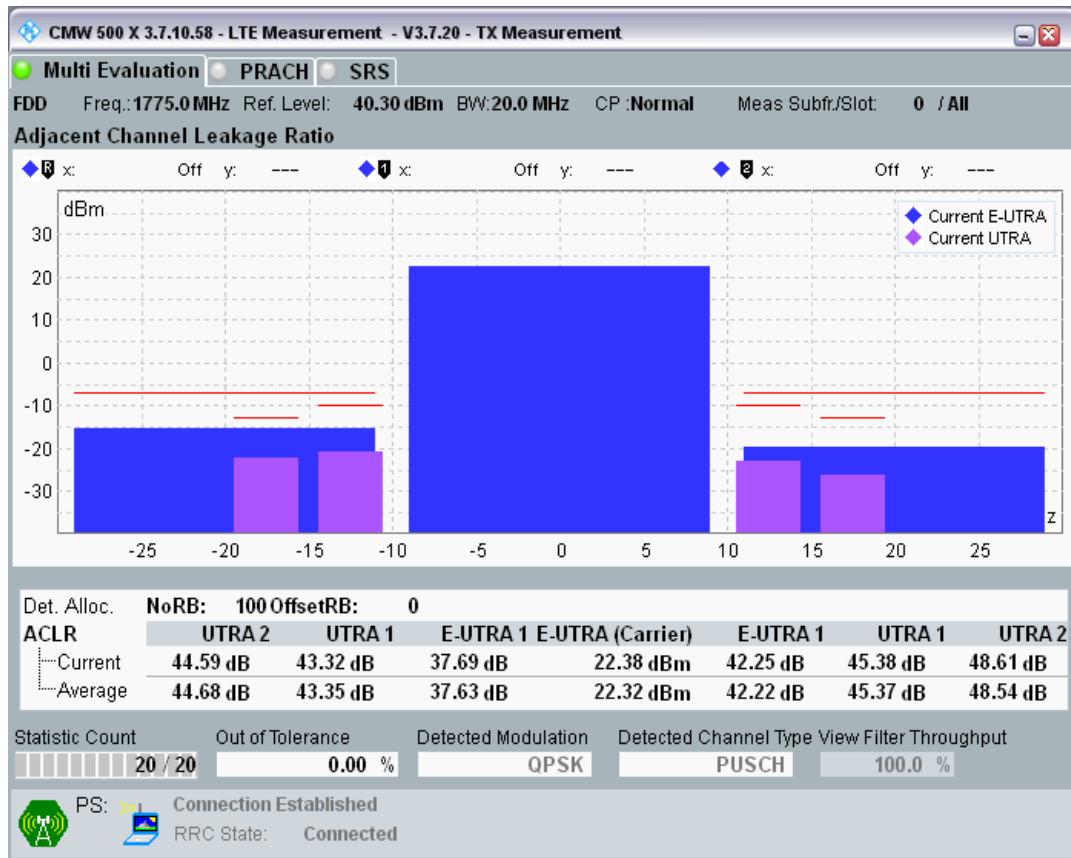 CMW 500 X 3.7.10.58 - LTE Measurement - V3.7.20 - TX Measurement
Multi Evaluation PRACH SRS
FDD Freq.:1775.0 MHz Ref. Level: 40.30 dBm BW:20.0 MHz CP :Normal Meas Subfr./Slot: 0 / All
Adjacent Channel Leakage Ratio
R x: Off y: --- 1 x: Off y: --- 2 x: Off y: ---
dBm
Current E-UTRA
Current UTRA
30
20
10
0
-10
-20
-30
z
-25 -20 -15 -10 -5 0 5 10 15 20 25
Det. Alloc. NoRB: 100 OffsetRB: 0
ACLR UTRA 2 UTRA 1 E-UTRA 1 E-UTRA (Carrier) E-UTRA 1 UTRA 1 UTRA 2
Current 44.59 dB 43.32 dB 37.69 dB 22.38 dBm 42.25 dB 45.38 dB 48.61 dB
Average 44.68 dB 43.35 dB 37.63 dB 22.32 dBm 42.22 dB 45.37 dB 48.54 dB
Statistic Count Out of Tolerance Detected Modulation Detected Channel Type View Filter Throughput
20 / 20 0.00 % QPSK PUSCH 100.0 %
PS: Connection Established
RRC State: Connected